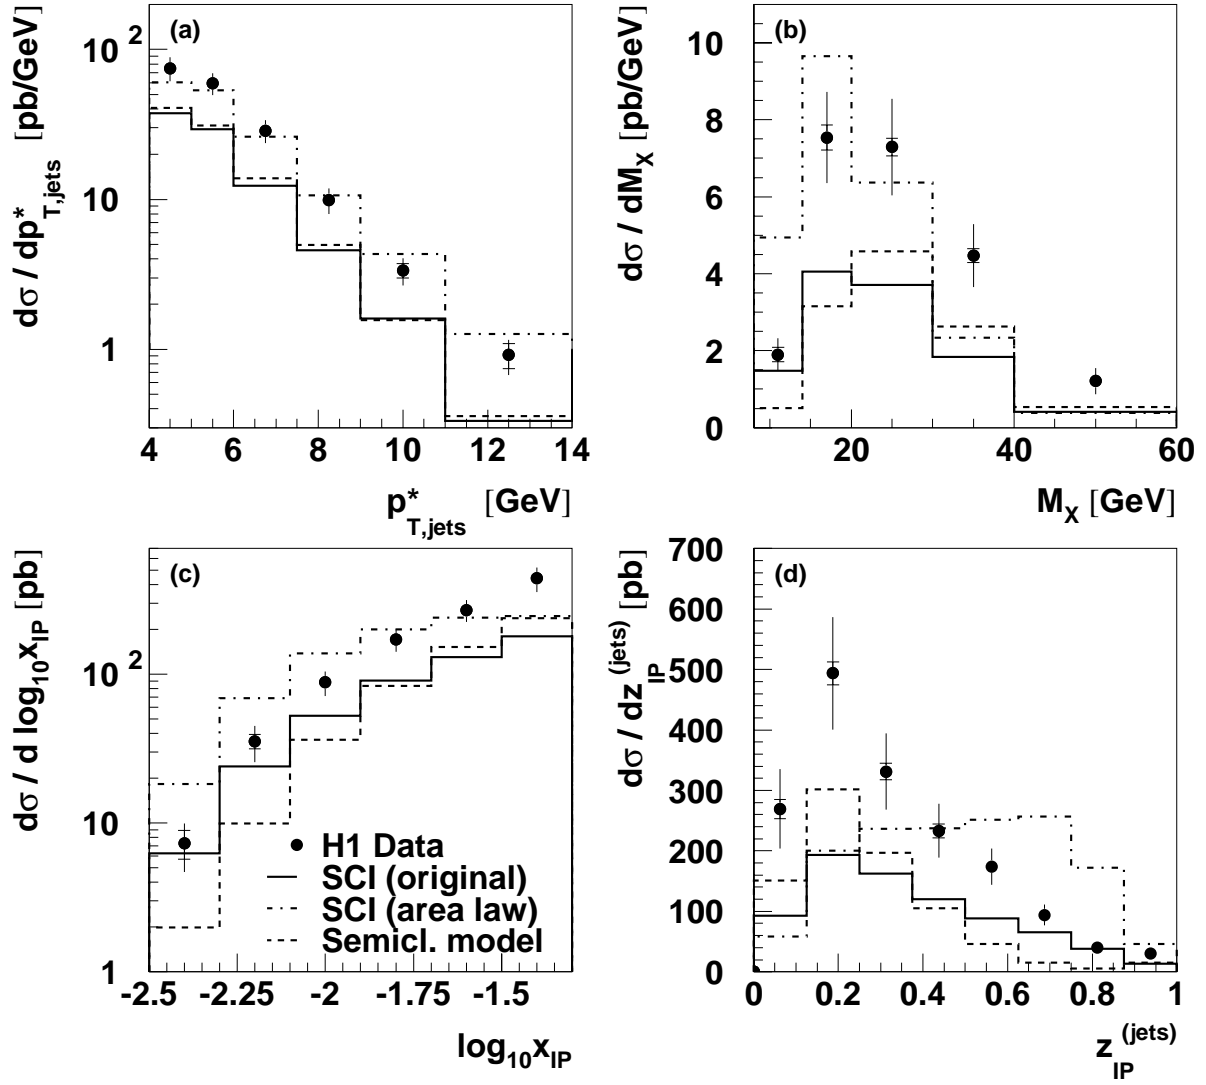 (a)
dσ / dp*T,jets [pb/GeV]
10 2
10
1
4 6 8 10 12 14
p*T,jets [GeV]
(b)
dσ / dMX [pb/GeV]
10
8
6
4
2
0
20 40 60
MX [GeV]
(c)
dσ / d log10xIP [pb]
10 2
10
1
-2.5 -2.25 -2 -1.75 -1.5
log10xIP
H1 Data
SCI (original)
SCI (area law)
Semicl. model
(d)
dσ / dzIP(jets) [pb]
700
600
500
400
300
200
100
0
0 0.2 0.4 0.6 0.8 1
zIP(jets)